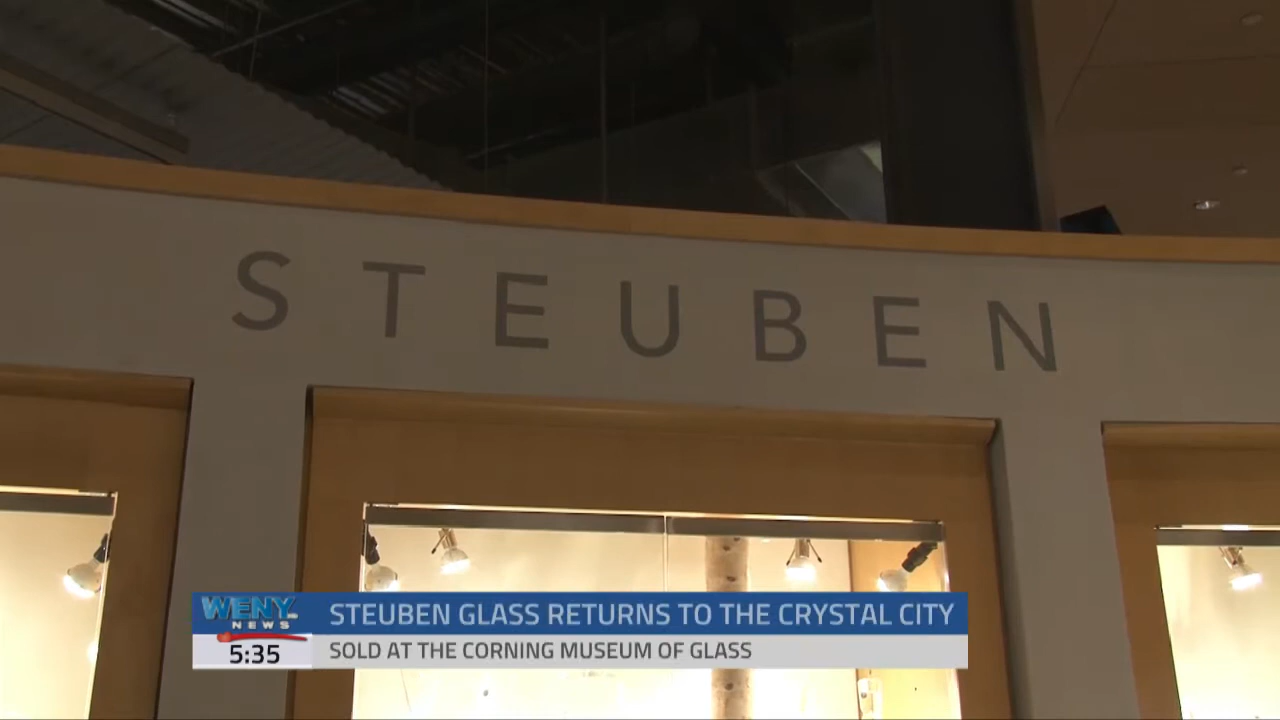 STEUBEN
WENY
NEWS
STEUBEN GLASS RETURNS TO THE CRYSTAL CITY
5:35
SOLD AT THE CORNING MUSEUM OF GLASS